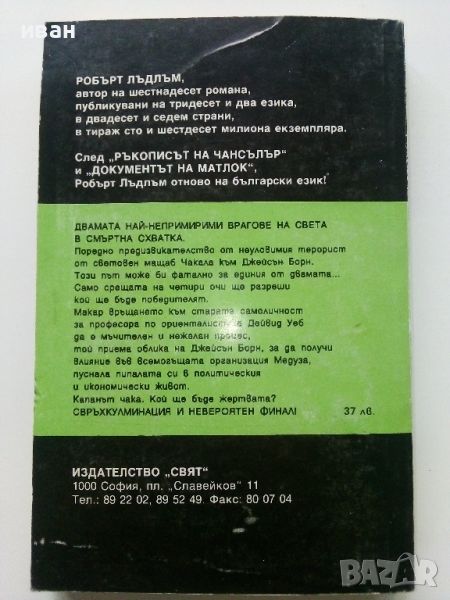 иван
РОБЪРТ ЛЪДЛЪМ,
автор на шестнадесет романа,
публикувани на тридесет и два езика,
в двадесет и седем страни,
в тираж сто и шестдесет милиона екземпляра.
След „РЪКОПИСЪТ НА ЧАНСЪЛЪР“
и „ДОКУМЕНТЪТ НА МАТЛОК“,
Робърт Лъдлъм отново на български език!
ДВАМАТА НАЙ-НЕПРИМИРИМИ ВРАГОВЕ НА СВЕТА
В СМЪРТНА СХВАТКА.
Поредно предизвикателство от неуловимия терорист
от световен мащаб Чакала към Джейсън Борн.
Този път може би фатално за единия от двамата...
Само срещата на четири очи ще разреши
кой ще бъде победителят.
Макар връщането към старата самоличност
за професора по ориенталистика Дейвид Уеб
да е мъчителен и нежелан процес,
той приема облика на Джейсън Борн, за да получи
влияние във всемогъщата организация Медуза,
пуснала пипалата си в политическия
и икономически живот.
Капанът чака. Кой ще бъде жертвата?
СВРЪХКУЛМИНАЦИЯ И НЕВЕРОЯТЕН ФИНАЛ! 37 лв.
ИЗДАТЕЛСТВО „СВЯТ“
1000 София, пл. „Славейков“ 11
Тел.: 89 22 02, 89 52 49. Факс: 80 07 04
BAZAR